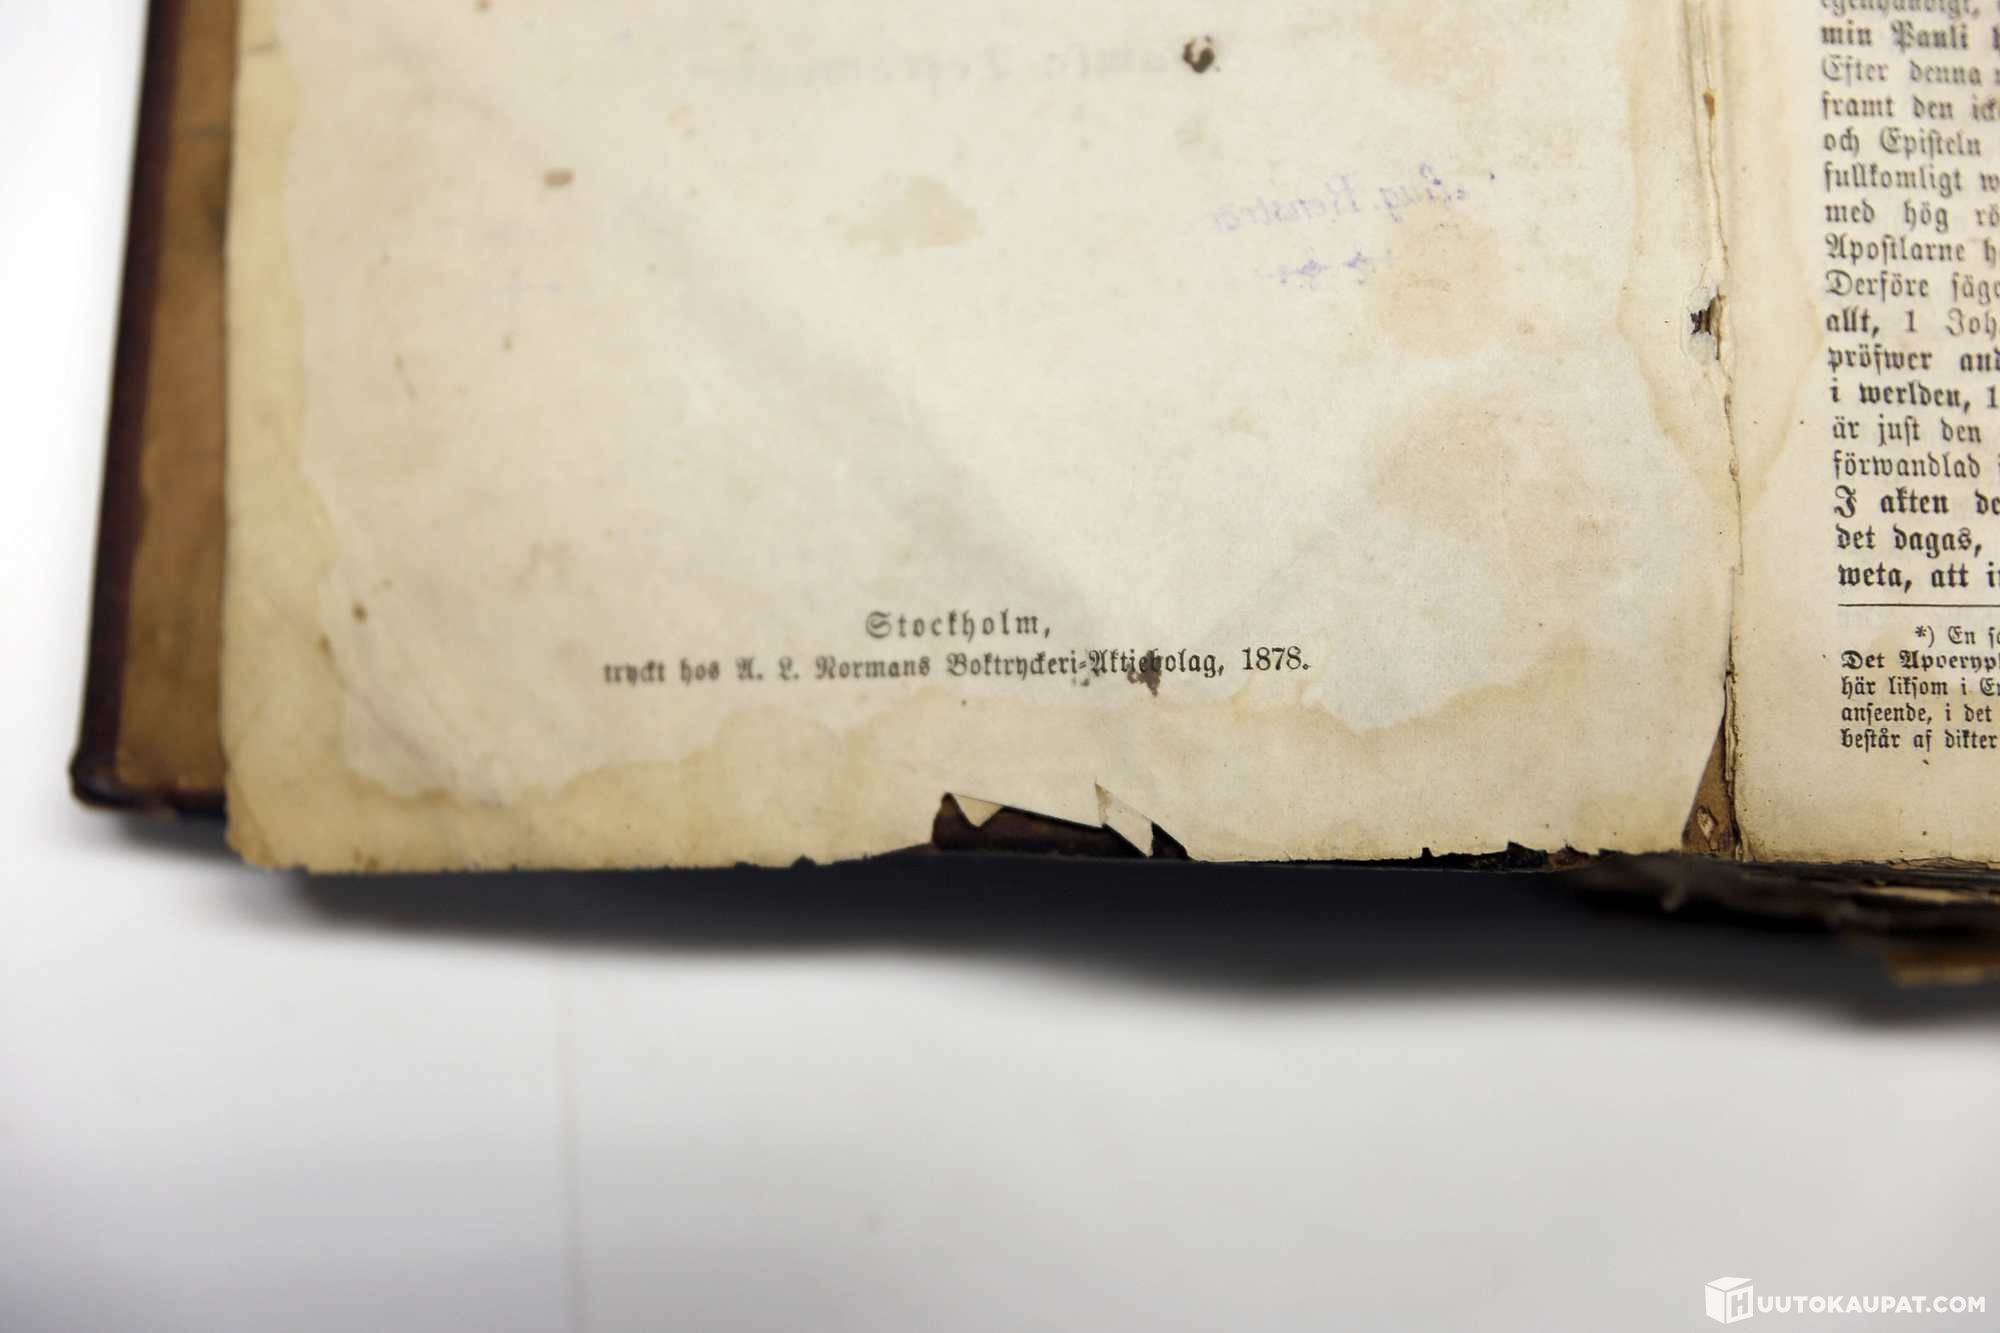 Stockholm,
tryckt hos A. L. Normans Boktryckeri-Aktiebolag, 1878.
min Pauli
Efter denna
framt den
och Episteln
fullkomligt
med hög
Apostlarne
Derföre
allt, 1
pröfwer
i werlden,
är just den
förwandlad
I akten
det dagas,
weta, att
*) En
Det
här liksom i
anseende, i det
består af dikter
HUUTOKAUPAT.COM